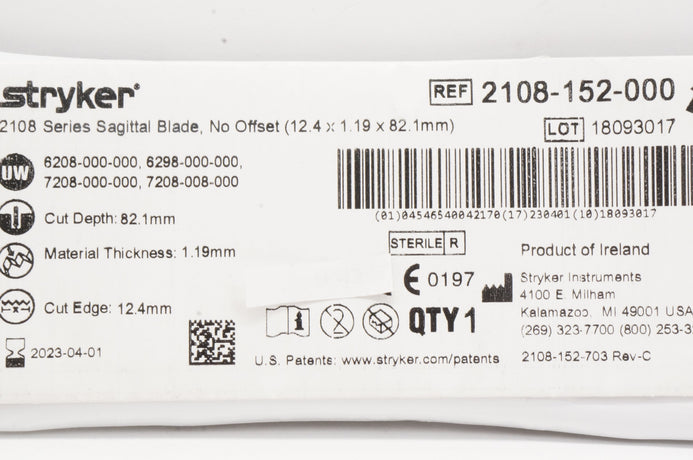 stryker®
REF 2108-152-000
2108 Series Sagittal Blade, No Offset (12.4 x 1.19 x 82.1mm)
LOT 18093017
UW 6208-000-000, 6298-000-000,
7208-000-000, 7208-008-000
(01)04546540042170(17)230401(10)18093017
Cut Depth: 82.1mm
STERILE R
Product of Ireland
Material Thickness: 1.19mm
CE 0197
Stryker Instruments
4100 E. Milham
Kalamazoo, MI 49001 USA
(269) 323-7700 (800) 253-3
Cut Edge: 12.4mm
i 2 QTY 1
2023-04-01
U.S. Patents: www.stryker.com/patents
2108-152-703 Rev-C